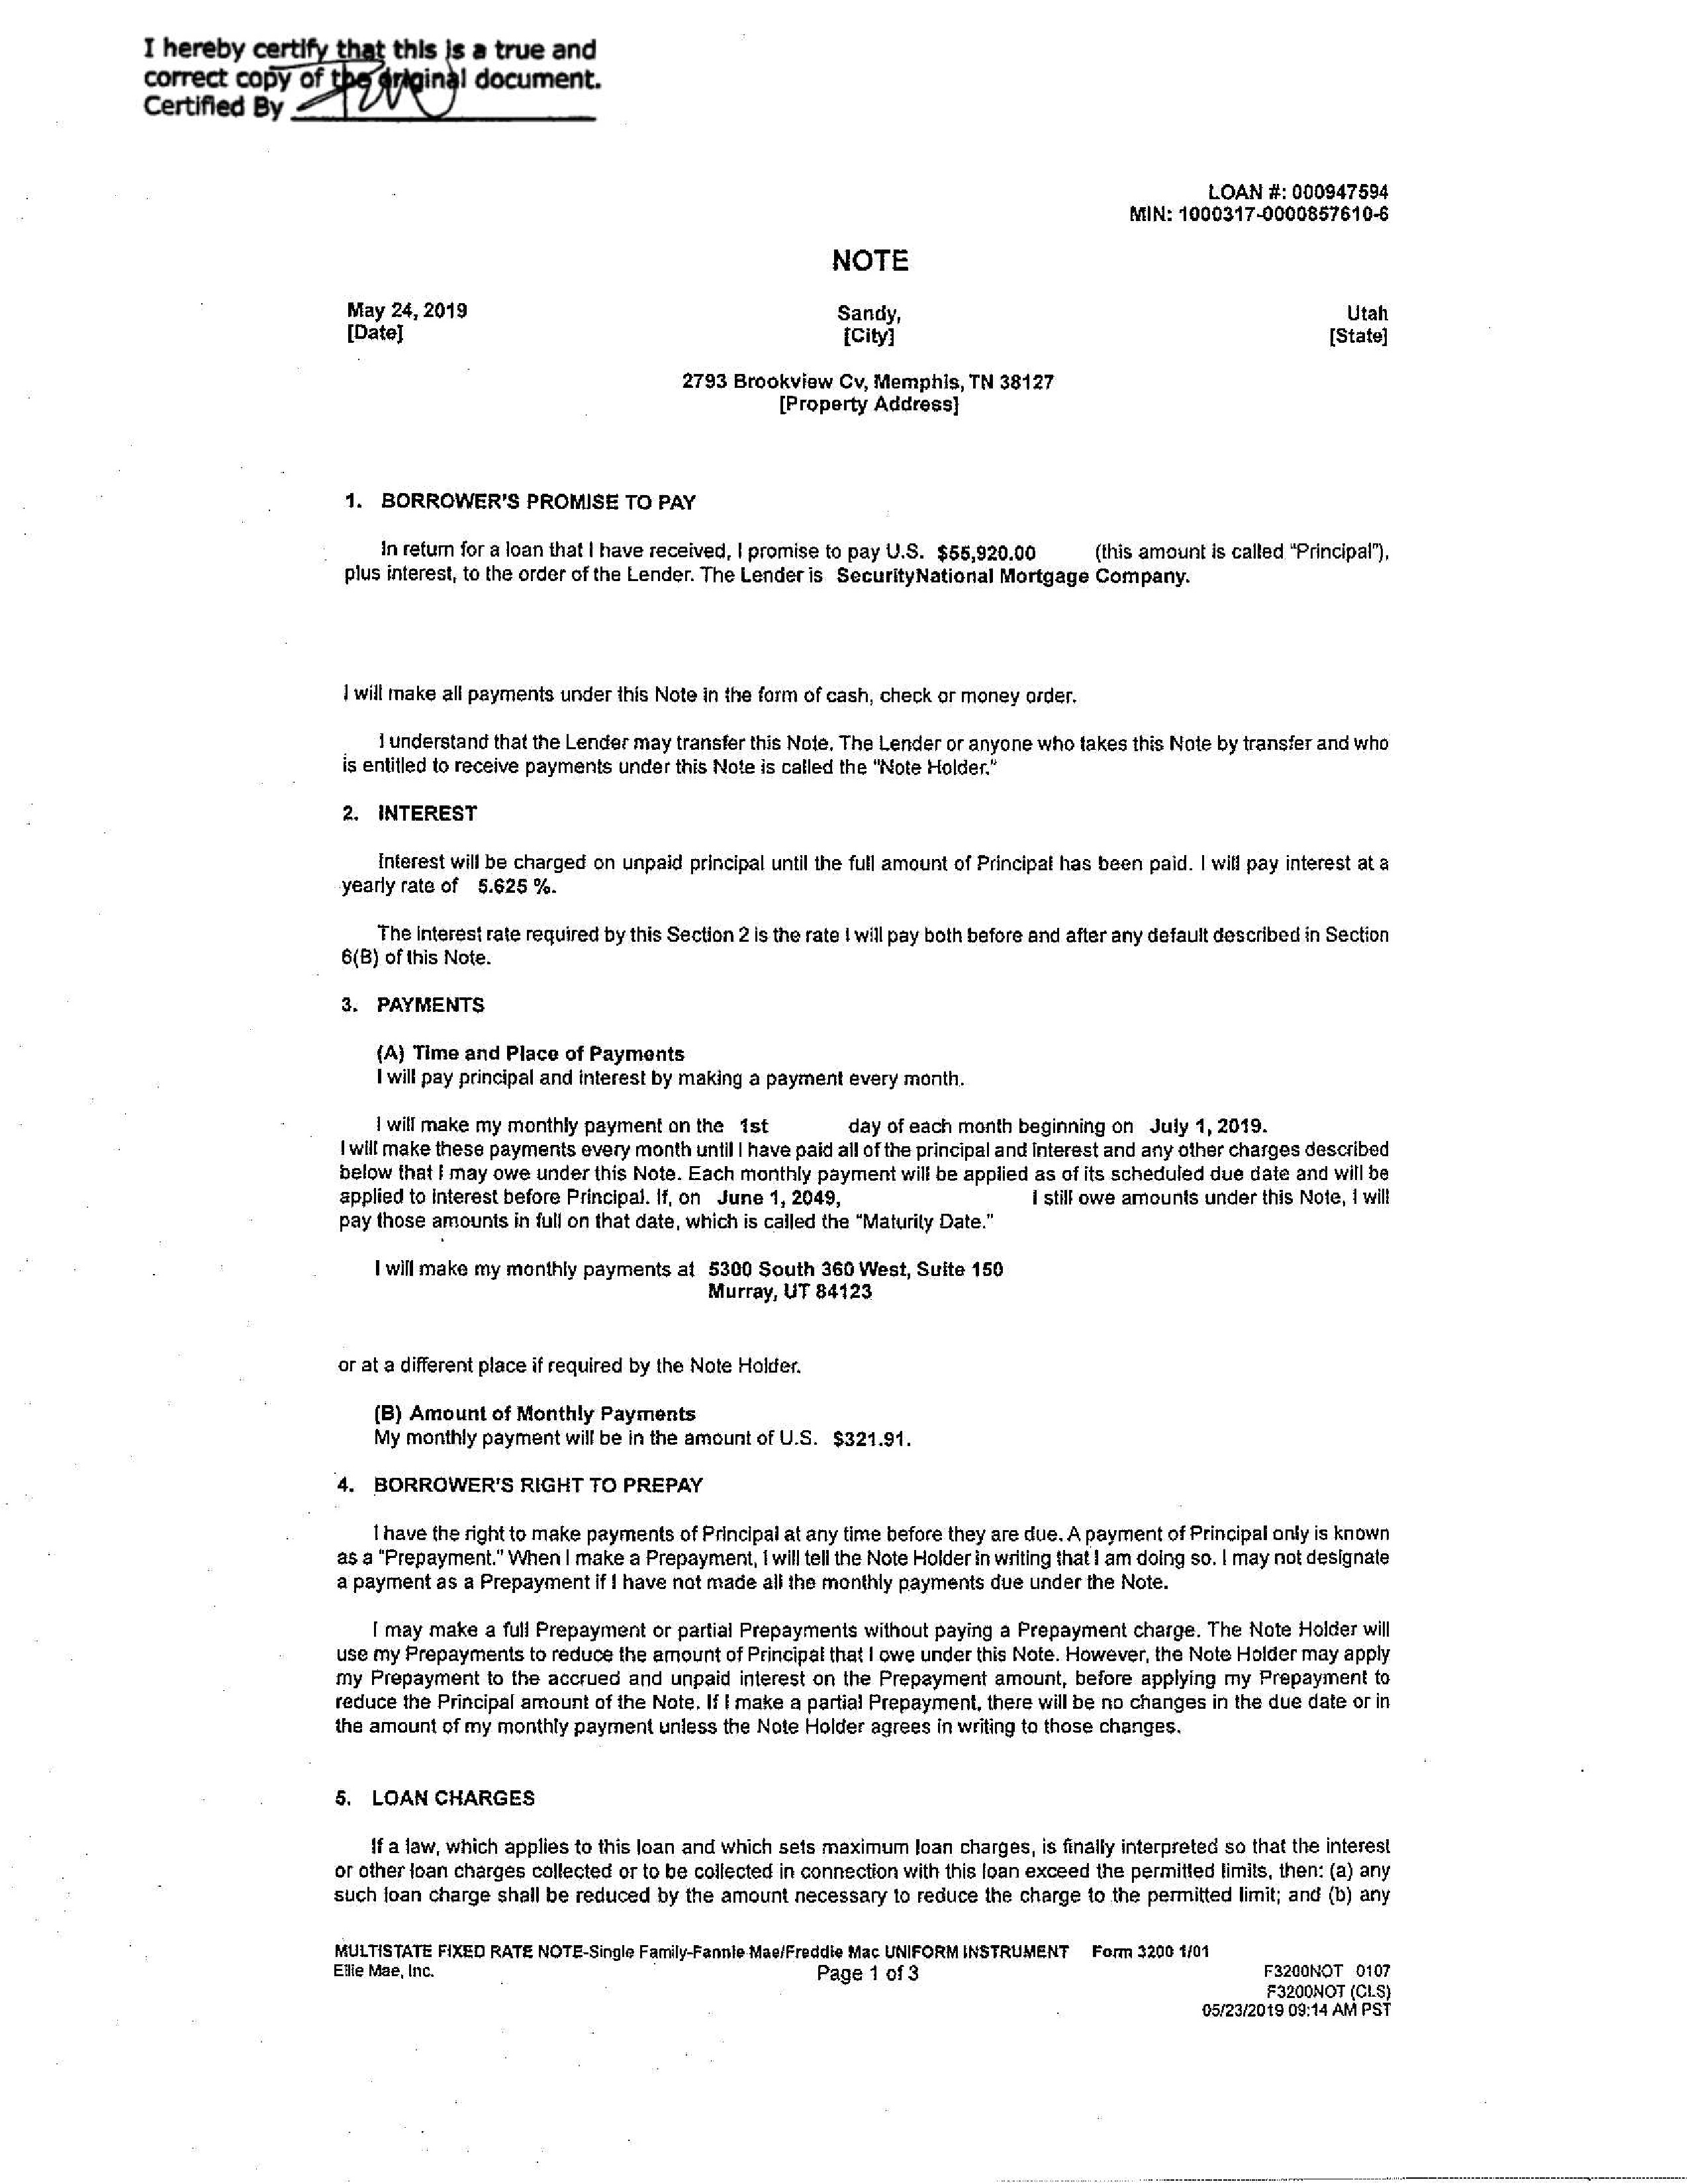 I hereby certify that this is a true and
correct copy of the original document.
Certified By
LOAN #: 000947594
MIN: 1000317-0000857610-6
NOTE
May 24, 2019 Sandy, Utah
[Date] [City] [State]
2793 Brookview Cv, Memphis, TN 38127
[Property Address]
1. BORROWER'S PROMISE TO PAY
In return for a loan that I have received, I promise to pay U.S. $55,920.00 (this amount is called "Principal"),
plus interest, to the order of the Lender. The Lender is SecurityNational Mortgage Company.
I will make all payments under this Note in the form of cash, check or money order.
I understand that the Lender may transfer this Note. The Lender or anyone who takes this Note by transfer and who
is entitled to receive payments under this Note is called the "Note Holder."
2. INTEREST
Interest will be charged on unpaid principal until the full amount of Principal has been paid. I will pay interest at a
yearly rate of 5.625 %.
The interest rate required by this Section 2 is the rate I will pay both before and after any default described in Section
6(B) of this Note.
3. PAYMENTS
(A) Time and Place of Payments
I will pay principal and interest by making a payment every month.
I will make my monthly payment on the 1st day of each month beginning on July 1, 2019.
I will make these payments every month until I have paid all of the principal and interest and any other charges described
below that I may owe under this Note. Each monthly payment will be applied as of its scheduled due date and will be
applied to interest before Principal. If, on June 1, 2049, I still owe amounts under this Note, I will
pay those amounts in full on that date, which is called the "Maturity Date."
I will make my monthly payments at 5300 South 360 West, Suite 150
Murray, UT 84123
or at a different place if required by the Note Holder.
(B) Amount of Monthly Payments
My monthly payment will be in the amount of U.S. $321.91.
4. BORROWER'S RIGHT TO PREPAY
I have the right to make payments of Principal at any time before they are due. A payment of Principal only is known
as a "Prepayment." When I make a Prepayment, I will tell the Note Holder in writing that I am doing so. I may not designate
a payment as a Prepayment if I have not made all the monthly payments due under the Note.
I may make a full Prepayment or partial Prepayments without paying a Prepayment charge. The Note Holder will
use my Prepayments to reduce the amount of Principal that I owe under this Note. However, the Note Holder may apply
my Prepayment to the accrued and unpaid interest on the Prepayment amount, before applying my Prepayment to
reduce the Principal amount of the Note. If I make a partial Prepayment, there will be no changes in the due date or in
the amount of my monthly payment unless the Note Holder agrees in writing to those changes.
5. LOAN CHARGES
If a law, which applies to this loan and which sets maximum loan charges, is finally interpreted so that the interest
or other loan charges collected or to be collected in connection with this loan exceed the permitted limits, then: (a) any
such loan charge shall be reduced by the amount necessary to reduce the charge to the permitted limit; and (b) any
MULTISTATE FIXED RATE NOTE-Single Family-Fannie Mae/Freddie Mac UNIFORM INSTRUMENT Form 3200 1/01
Ellie Mae, Inc. Page 1 of 3 F3200NOT 0107
F3200NOT (CLS)
05/23/2019 09:14 AM PST